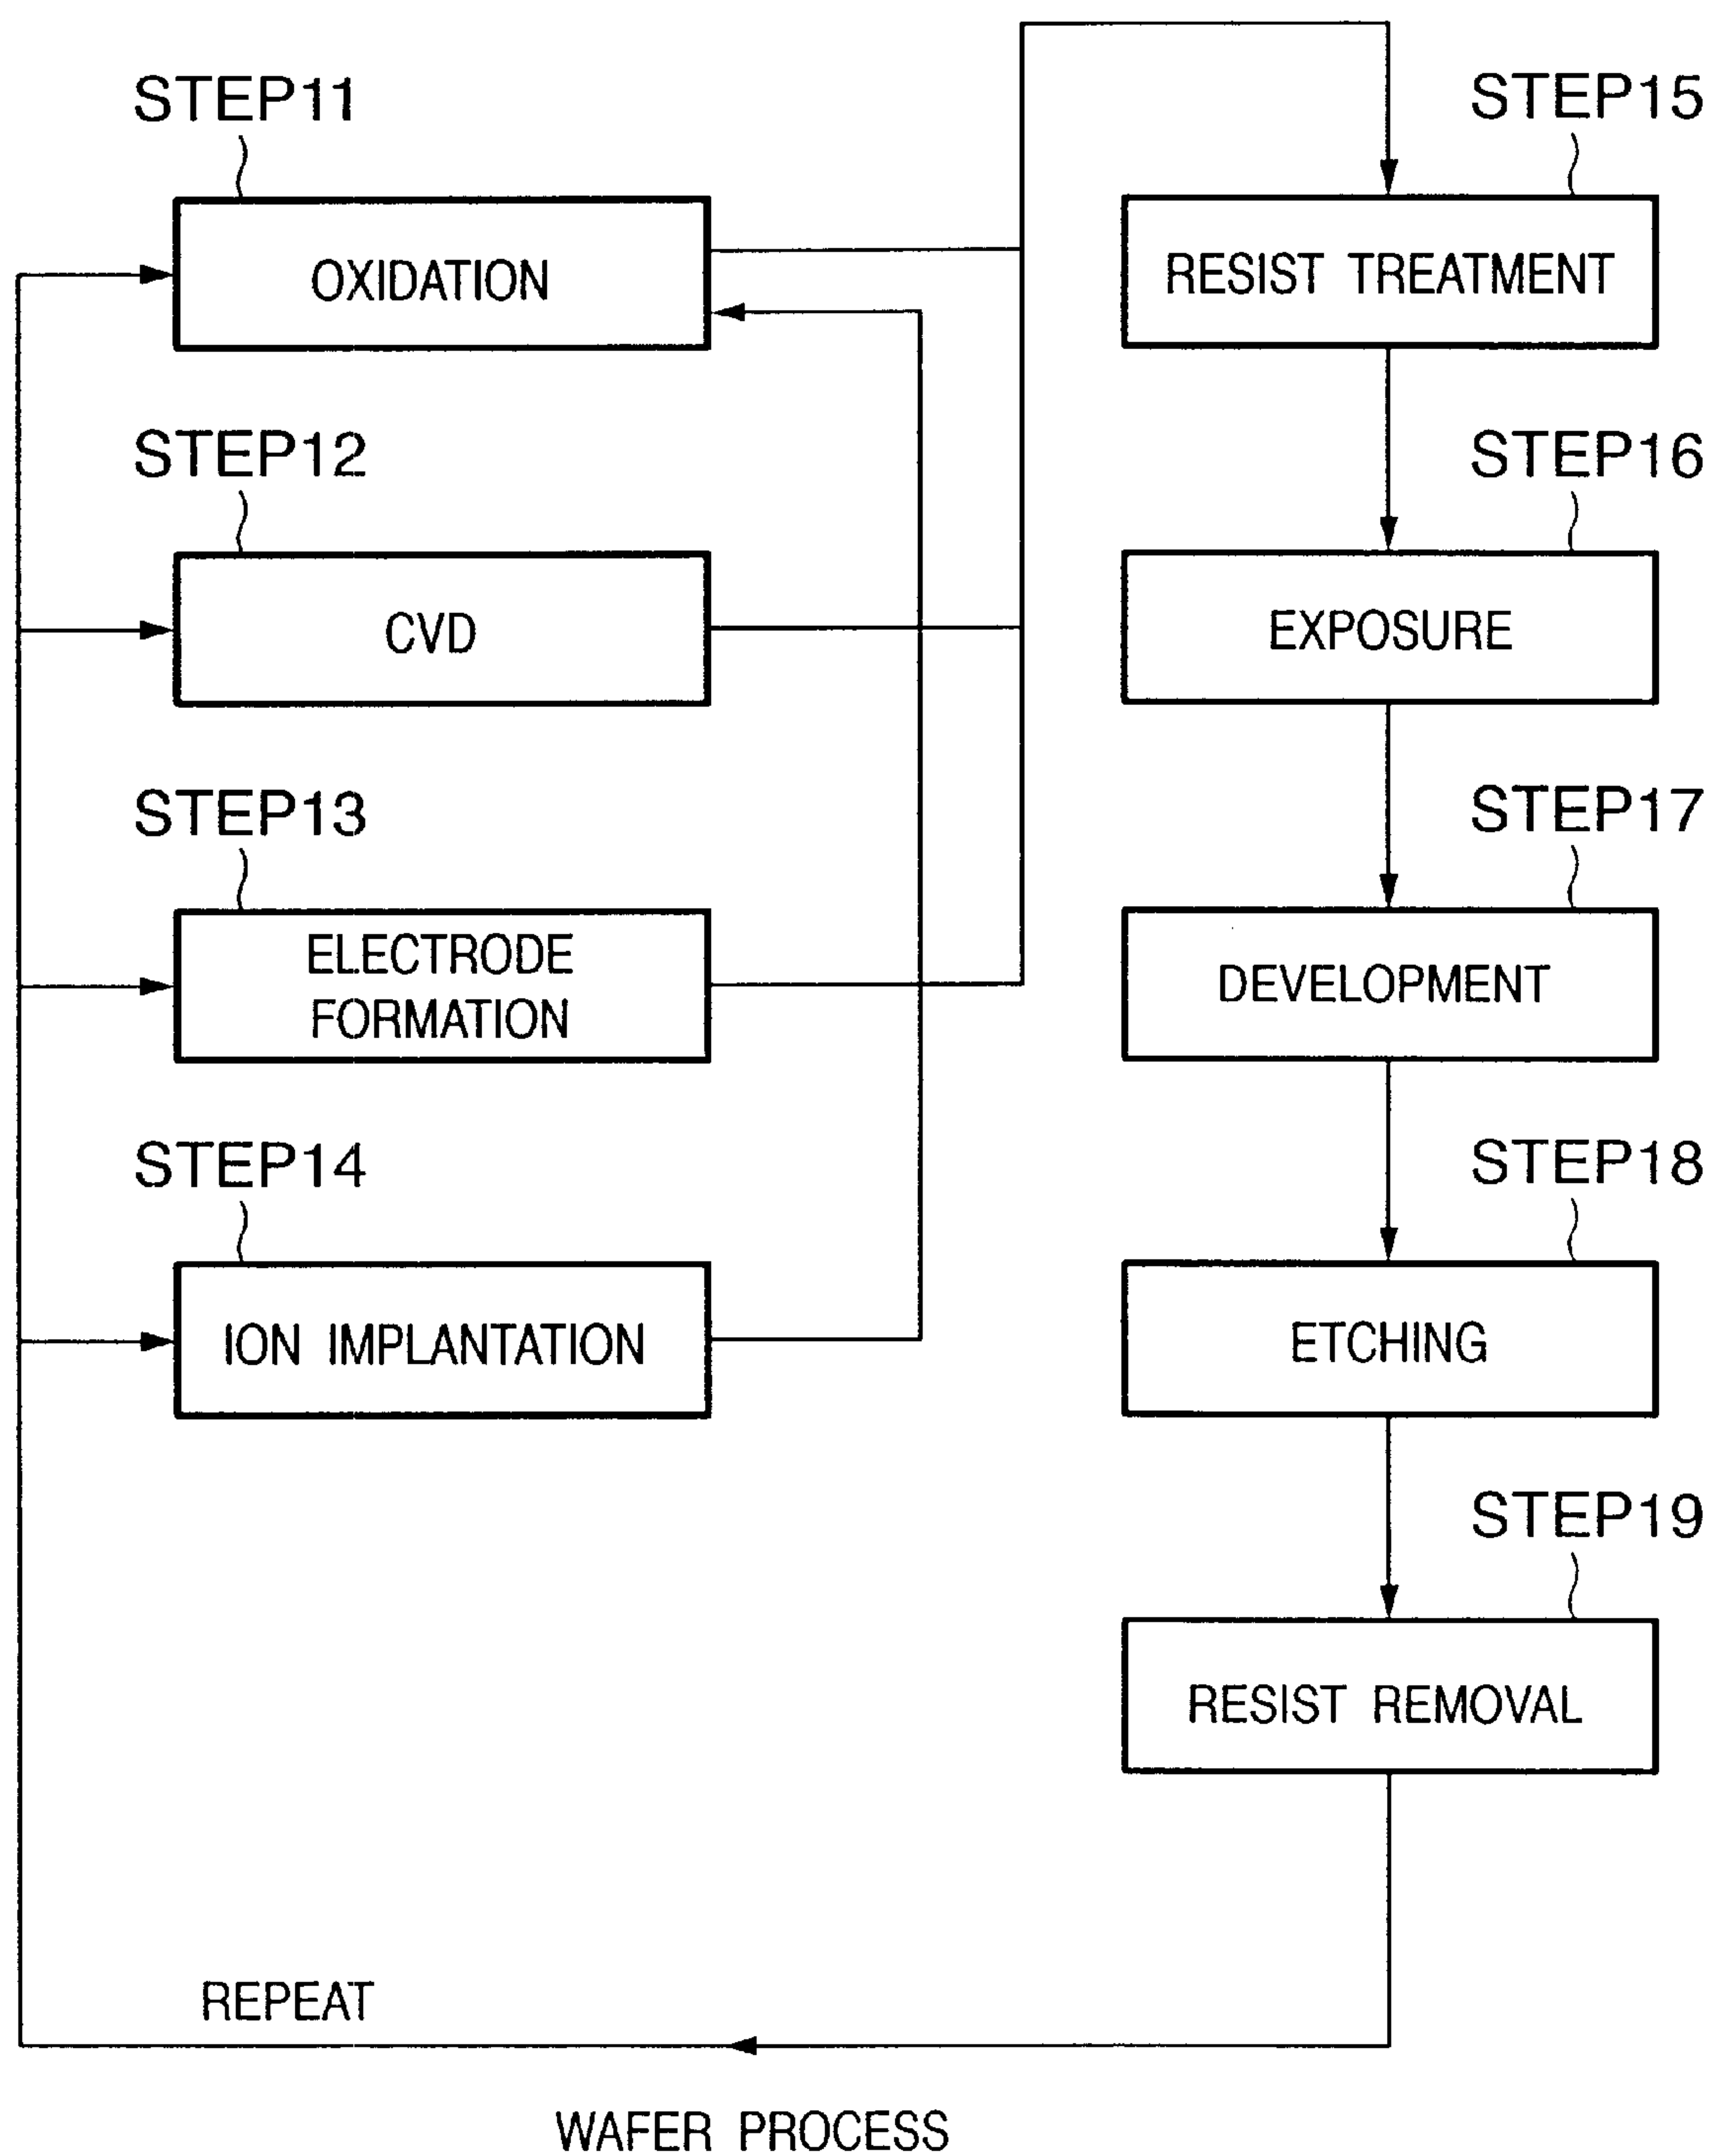 STEP11
OXIDATION
STEP12
CVD
STEP13
ELECTRODE
FORMATION
STEP14
ION IMPLANTATION
STEP15
RESIST TREATMENT
STEP16
EXPOSURE
STEP17
DEVELOPMENT
STEP18
ETCHING
STEP19
RESIST REMOVAL
REPEAT
WAFER PROCESS